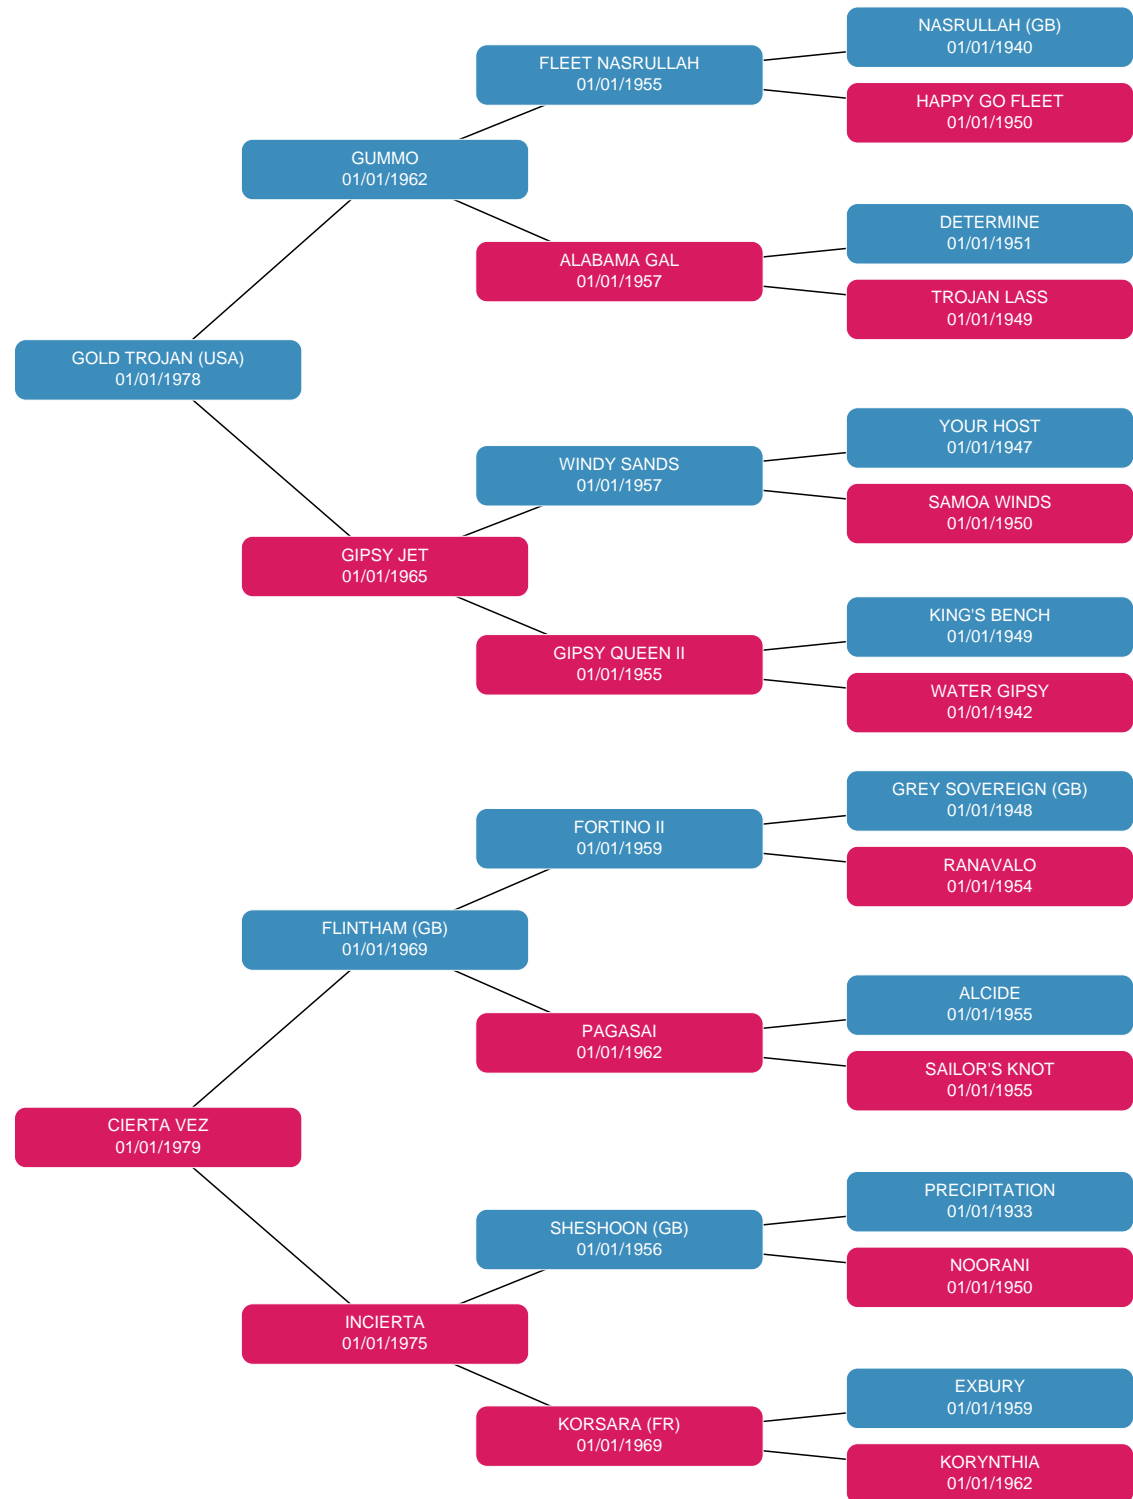 NASRULLAH (GB)
01/01/1940
FLEET NASRULLAH
01/01/1955
HAPPY GO FLEET
01/01/1950
GUMMO
01/01/1962
DETERMINE
01/01/1951
ALABAMA GAL
01/01/1957
TROJAN LASS
01/01/1949
GOLD TROJAN (USA)
01/01/1978
YOUR HOST
01/01/1947
WINDY SANDS
01/01/1957
SAMOA WINDS
01/01/1950
GIPSY JET
01/01/1965
KING'S BENCH
01/01/1949
GIPSY QUEEN II
01/01/1955
WATER GIPSY
01/01/1942
GREY SOVEREIGN (GB)
01/01/1948
FORTINO II
01/01/1959
RANAVALO
01/01/1954
FLINTHAM (GB)
01/01/1969
ALCIDE
01/01/1955
PAGASAI
01/01/1962
SAILOR'S KNOT
01/01/1955
CIERTA VEZ
01/01/1979
PRECIPITATION
01/01/1933
SHESHOON (GB)
01/01/1956
NOORANI
01/01/1950
INCIERTA
01/01/1975
EXBURY
01/01/1959
KORSARA (FR)
01/01/1969
KORYNTHIA
01/01/1962